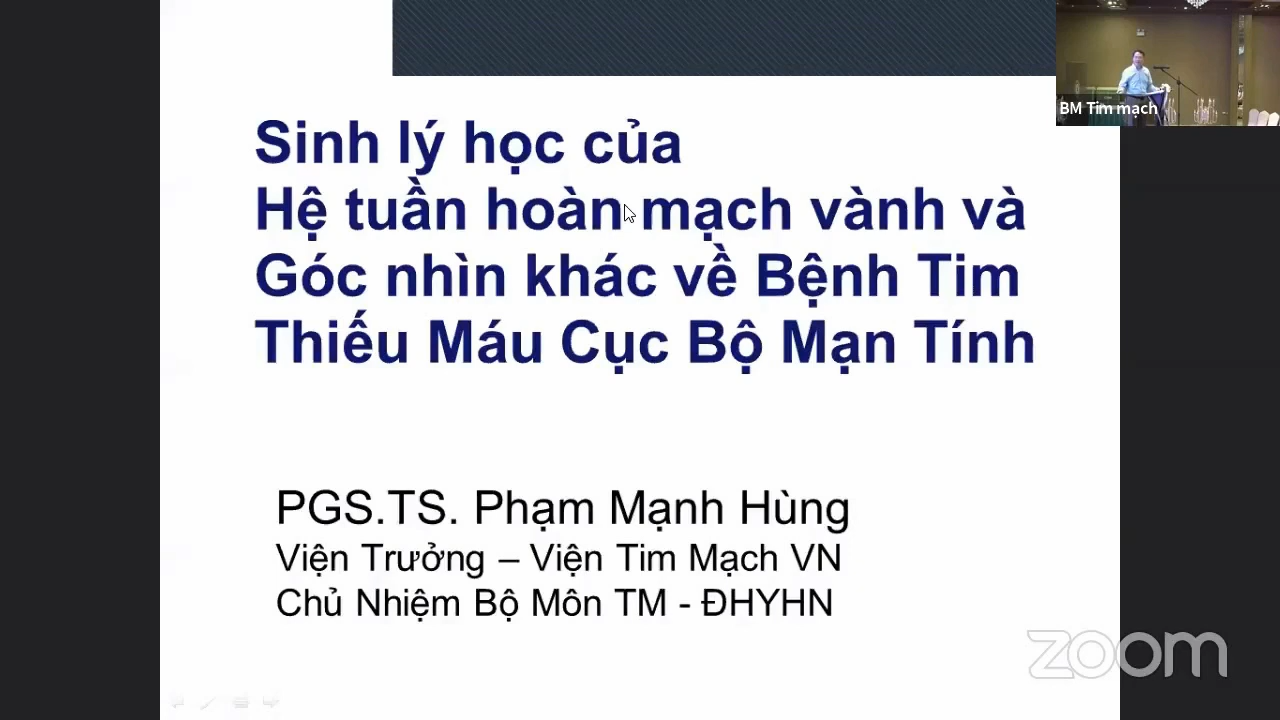 Sinh lý học của
Hệ tuần hoàn mạch vành và
Góc nhìn khác về Bệnh Tim
Thiếu Máu Cục Bộ Mạn Tính
PGS.TS. Phạm Mạnh Hùng
Viện Trưởng – Viện Tim Mạch VN
Chủ Nhiệm Bộ Môn TM - ĐHYHN
BM Tim mạch
zoom